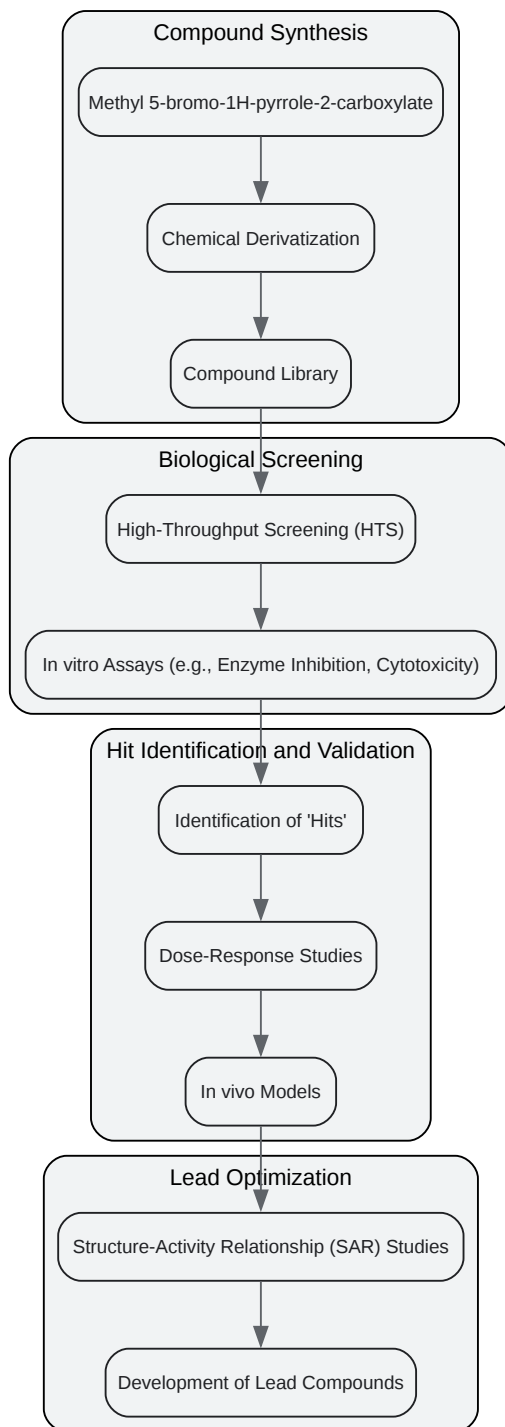 Compound Synthesis
Methyl 5-bromo-1H-pyrrole-2-carboxylate
Chemical Derivatization
Compound Library
Biological Screening
High-Throughput Screening (HTS)
In vitro Assays (e.g., Enzyme Inhibition, Cytotoxicity)
Hit Identification and Validation
Identification of 'Hits'
Dose-Response Studies
In vivo Models
Lead Optimization
Structure-Activity Relationship (SAR) Studies
Development of Lead Compounds